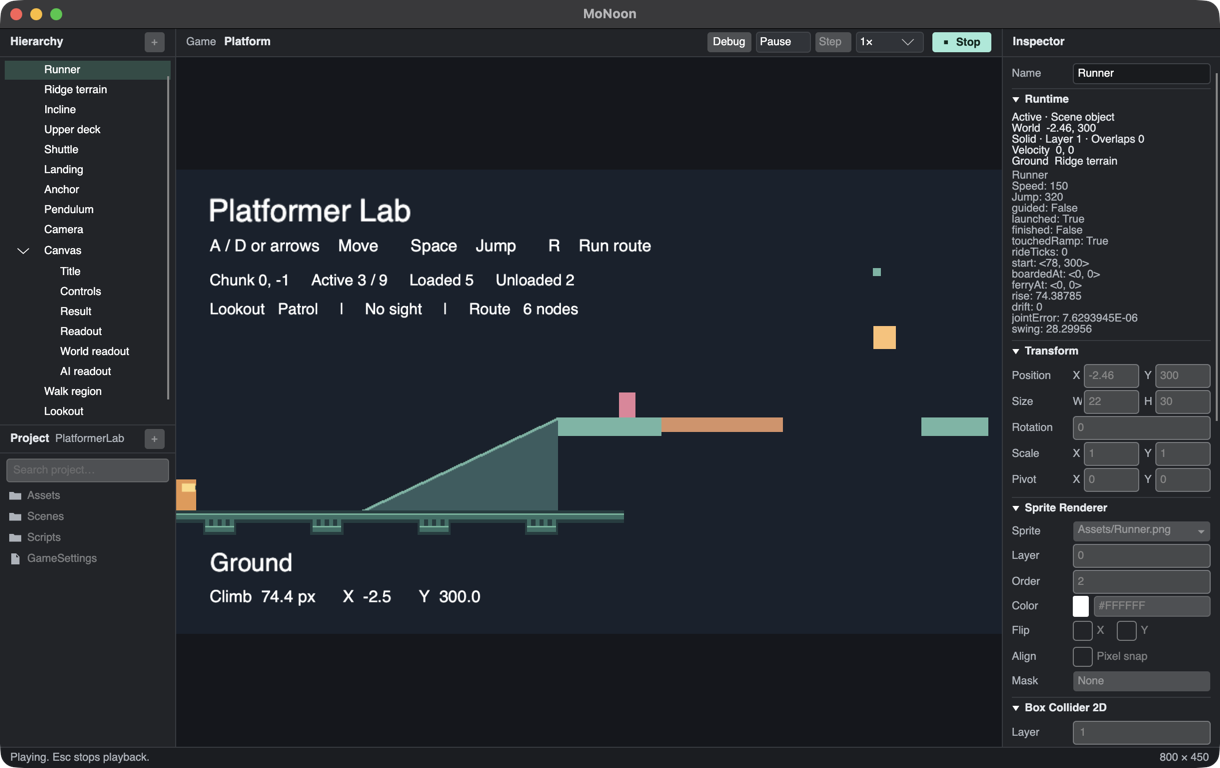 MoNoon
Hierarchy +
Game Platform
Debug Pause Step 1× Stop
Inspector
Runner
Ridge terrain
Incline
Upper deck
Shuttle
Landing
Anchor
Pendulum
Camera
Canvas
Title
Controls
Result
Readout
World readout
AI readout
Walk region
Lookout
Project PlatformerLab +
Search project...
Assets
Scenes
Scripts
GameSettings
Platformer Lab
A / D or arrows Move Space Jump R Run route
Chunk 0, -1 Active 3 / 9 Loaded 5 Unloaded 2
Lookout Patrol | No sight | Route 6 nodes
Ground
Climb 74.4 px X -2.5 Y 300.0
Name Runner
Runtime
Active · Scene object
World -2.46, 300
Solid · Layer 1 · Overlaps 0
Velocity 0, 0
Ground Ridge terrain
Runner
Speed: 150
Jump: 320
guided: False
launched: True
finished: False
touchedRamp: True
rideTicks: 0
start: <78, 300>
boardedAt: <0, 0>
ferryAt: <0, 0>
rise: 74.38785
drift: 0
jointError: 7.6293945E-06
swing: 28.29956
Transform
Position X -2.46 Y 300
Size W 22 H 30
Rotation 0
Scale X 1 Y 1
Pivot X 0 Y 0
Sprite Renderer
Sprite Assets/Runner.png
Layer 0
Order 2
Color #FFFFFF
Flip X Y
Align Pixel snap
Mask None
Box Collider 2D
Layer 1
Playing. Esc stops playback.
800 × 450